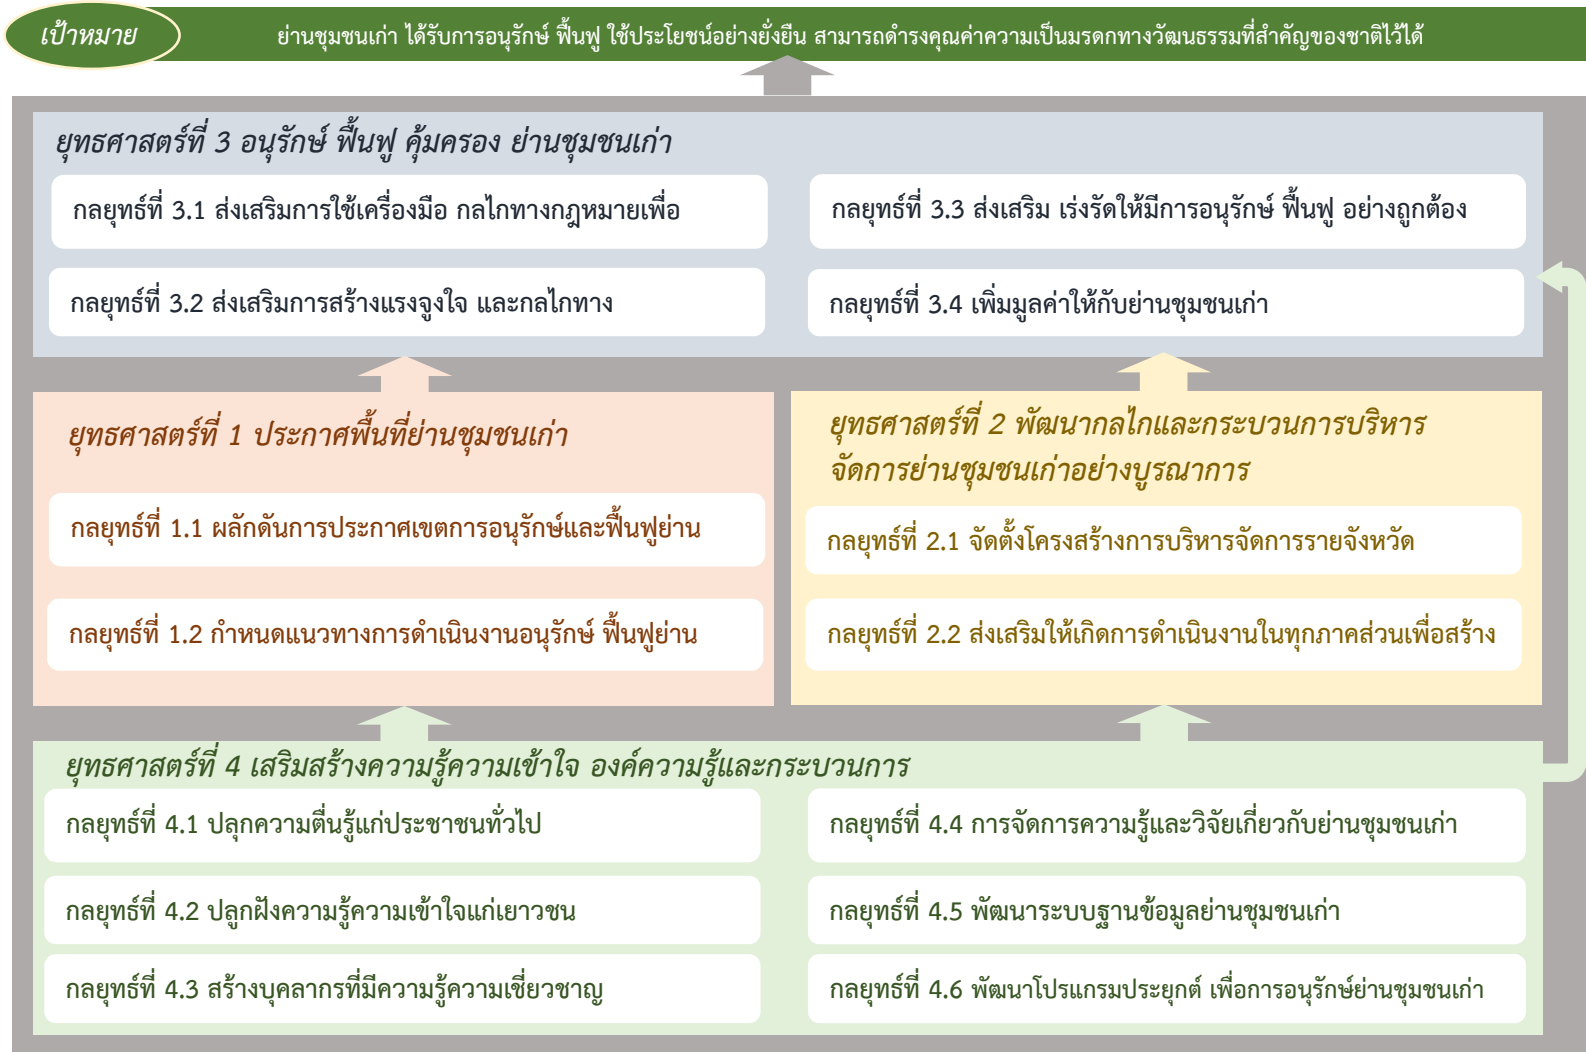 เป้าหมาย
ย่านชุมชนเก่า ได้รับการอนุรักษ์ ฟื้นฟู ใช้ประโยชน์อย่างยั่งยืน สามารถดำรงคุณค่าความเป็นมรดกทางวัฒนธรรมที่สำคัญของชาติไว้ได้
ยุทธศาสตร์ที่ 3 อนุรักษ์ ฟื้นฟู คุ้มครอง ย่านชุมชนเก่า
กลยุทธ์ที่ 3.1 ส่งเสริมการใช้เครื่องมือ กลไกทางกฎหมายเพื่อ
กลยุทธ์ที่ 3.2 ส่งเสริมการสร้างแรงจูงใจ และกลไกทาง
กลยุทธ์ที่ 3.3 ส่งเสริม เร่งรัดให้มีการอนุรักษ์ ฟื้นฟู อย่างถูกต้อง
กลยุทธ์ที่ 3.4 เพิ่มมูลค่าให้กับย่านชุมชนเก่า
ยุทธศาสตร์ที่ 1 ประกาศพื้นที่ย่านชุมชนเก่า
กลยุทธ์ที่ 1.1 ผลักดันการประกาศเขตการอนุรักษ์และฟื้นฟูย่าน
กลยุทธ์ที่ 1.2 กำหนดแนวทางการดำเนินงานอนุรักษ์ ฟื้นฟูย่าน
ยุทธศาสตร์ที่ 2 พัฒนากลไกและกระบวนการบริหาร
จัดการย่านชุมชนเก่าอย่างบูรณาการ
กลยุทธ์ที่ 2.1 จัดตั้งโครงสร้างการบริหารจัดการรายจังหวัด
กลยุทธ์ที่ 2.2 ส่งเสริมให้เกิดการดำเนินงานในทุกภาคส่วนเพื่อสร้าง
ยุทธศาสตร์ที่ 4 เสริมสร้างความรู้ความเข้าใจ องค์ความรู้และกระบวนการ
กลยุทธ์ที่ 4.1 ปลุกความตื่นรู้แก่ประชาชนทั่วไป
กลยุทธ์ที่ 4.2 ปลูกฝังความรู้ความเข้าใจแก่เยาวชน
กลยุทธ์ที่ 4.3 สร้างบุคลากรที่มีความรู้ความเชี่ยวชาญ
กลยุทธ์ที่ 4.4 การจัดการความรู้และวิจัยเกี่ยวกับย่านชุมชนเก่า
กลยุทธ์ที่ 4.5 พัฒนาระบบฐานข้อมูลย่านชุมชนเก่า
กลยุทธ์ที่ 4.6 พัฒนาโปรแกรมประยุกต์ เพื่อการอนุรักษ์ย่านชุมชนเก่า